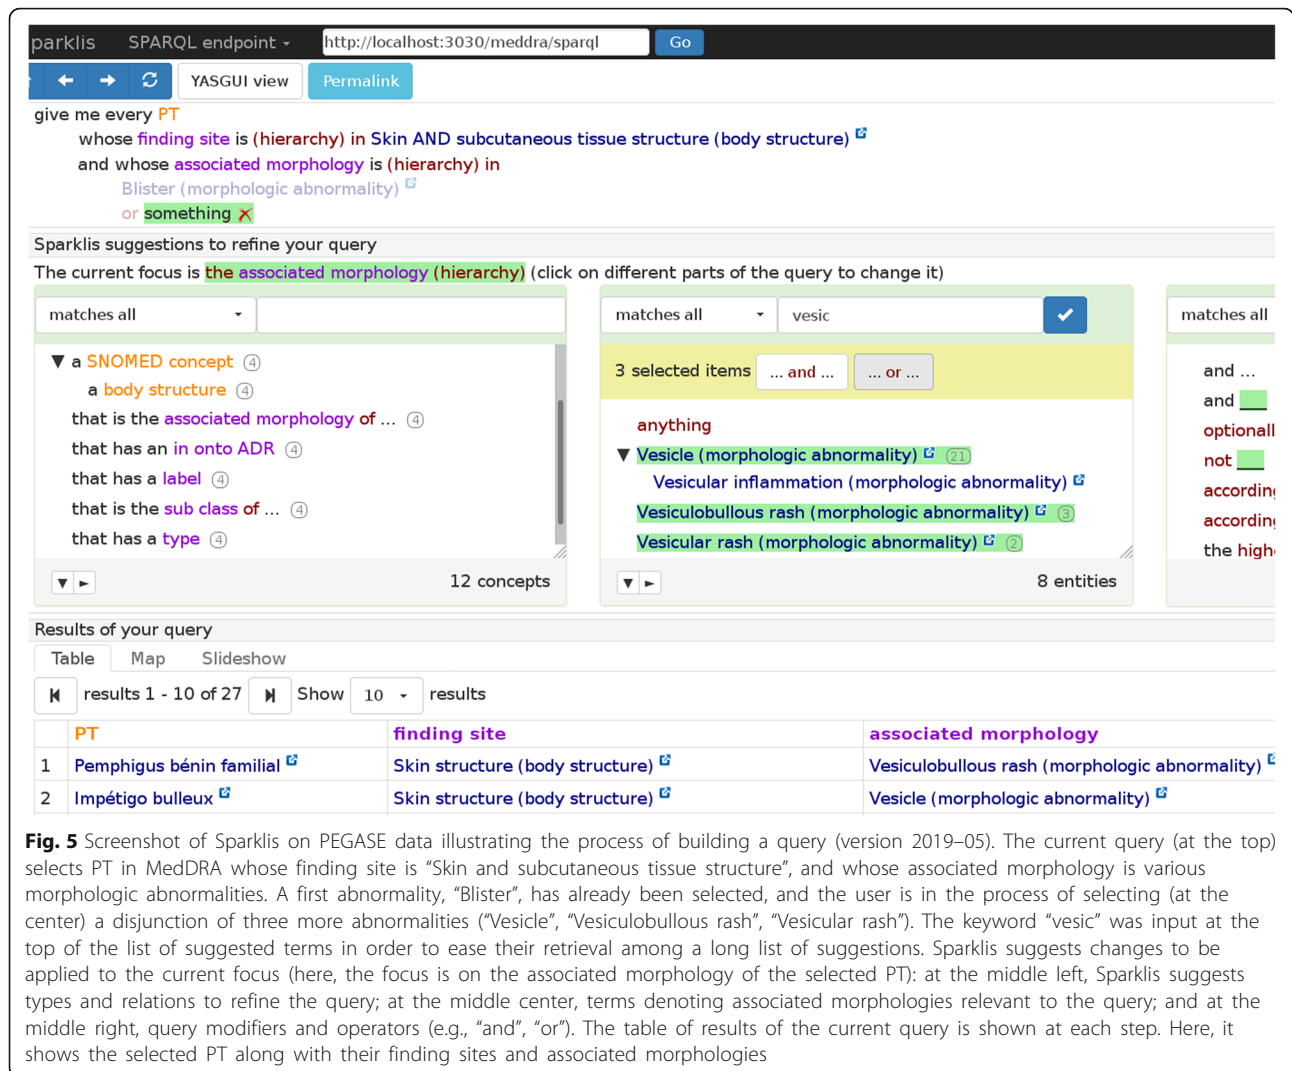 parklis SPARQL endpoint http://localhost:3030/meddra/sparql Go
YASGUI view Permalink
give me every PT
whose finding site is (hierarchy) in Skin AND subcutaneous tissue structure (body structure)
and whose associated morphology is (hierarchy) in
Blister (morphologic abnormality)
or something
Sparklis suggestions to refine your query
The current focus is the associated morphology (hierarchy) (click on different parts of the query to change it)
matches all
a SNOMED concept 4
a body structure 4
that is the associated morphology of ... 4
that has an in onto ADR 4
that has a label 4
that is the sub class of ... 4
that has a type 4
12 concepts
matches all vesic
3 selected items ... and ... ... or ...
anything
Vesicle (morphologic abnormality) 21
Vesicular inflammation (morphologic abnormality)
Vesiculobullous rash (morphologic abnormality) 3
Vesicular rash (morphologic abnormality) 2
8 entities
matches all
and ...
and
optionall
not
according
according
the high
Results of your query
Table Map Slideshow
results 1 - 10 of 27 Show 10 results
PT finding site associated morphology
1 Pemphigus bénin familial Skin structure (body structure) Vesiculobullous rash (morphologic abnormality)
2 Impétigo bulleux Skin structure (body structure) Vesicle (morphologic abnormality)
Fig. 5 Screenshot of Sparklis on PEGASE data illustrating the process of building a query (version 2019–05). The current query (at the top)
selects PT in MedDRA whose finding site is “Skin and subcutaneous tissue structure”, and whose associated morphology is various
morphologic abnormalities. A first abnormality, “Blister”, has already been selected, and the user is in the process of selecting (at the
center) a disjunction of three more abnormalities (“Vesicle”, “Vesiculobullous rash”, “Vesicular rash”). The keyword “vesic” was input at the
top of the list of suggested terms in order to ease their retrieval among a long list of suggestions. Sparklis suggests changes to be
applied to the current focus (here, the focus is on the associated morphology of the selected PT): at the middle left, Sparklis suggests
types and relations to refine the query; at the middle center, terms denoting associated morphologies relevant to the query; and at the
middle right, query modifiers and operators (e.g., “and”, “or”). The table of results of the current query is shown at each step. Here, it
shows the selected PT along with their finding sites and associated morphologies